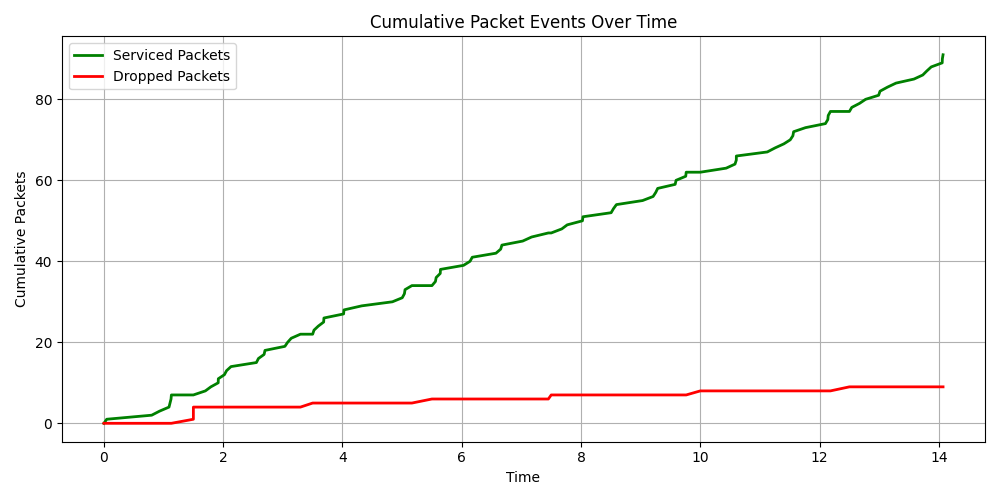 Cumulative Packet Events Over Time
Serviced Packets
Dropped Packets
Cumulative Packets
80
60
40
20
0
0 2 4 6 8 10 12 14
Time